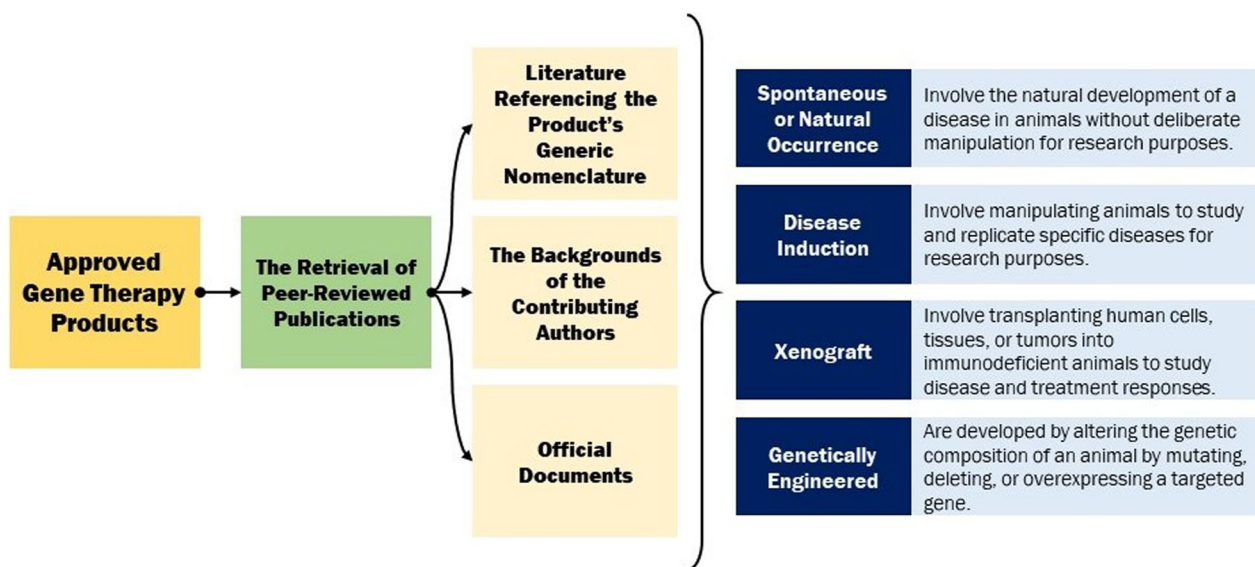 Approved
Gene Therapy
Products
The Retrieval of
Peer-Reviewed
Publications
Literature
Referencing the
Product's
Generic
Nomenclature
The Backgrounds
of the
Contributing
Authors
Official
Documents
Spontaneous
or Natural
Occurrence
Involve the natural development of a
disease in animals without deliberate
manipulation for research purposes.
Disease
Induction
Involve manipulating animals to study
and replicate specific diseases for
research purposes.
Xenograft
Involve transplanting human cells,
tissues, or tumors into
immunodeficient animals to study
disease and treatment responses.
Genetically
Engineered
Are developed by altering the genetic
composition of an animal by mutating,
deleting, or overexpressing a targeted
gene.